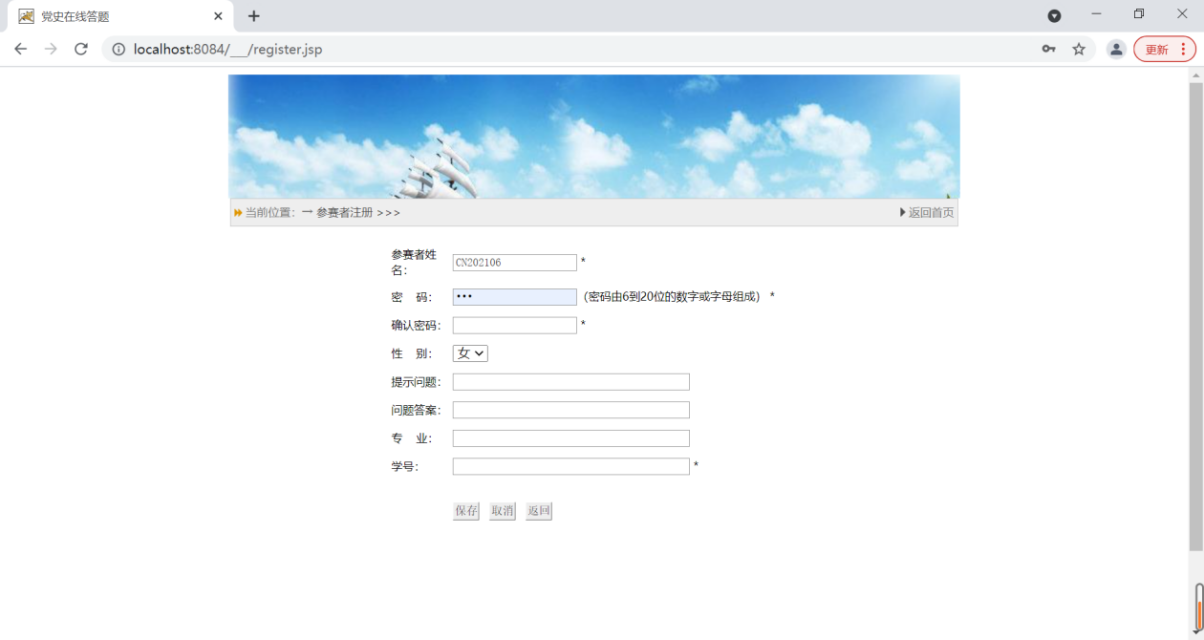 党史在线答题
localhost:8084/___/register.jsp
更新
当前位置：→ 参赛者注册 >>>
返回首页
参赛者姓
名：
CN202106
*
密 码：
•••
（密码由6到20位的数字或字母组成） *
确认密码：
*
性 别：
女
提示问题：
问题答案：
专 业：
学号：
*
保存 取消 返回